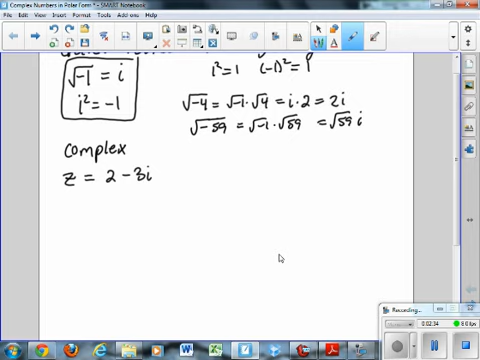 Complex Numbers in Polar Form * - SMART Notebook
File Edit View Insert Format Tools Add-ons Help
i² = 1 (-1)² = 1
√-1 = i
i² = -1
√-4 = √-1 · √4 = i · 2 = 2i
√-59 = √-1 · √59 = √59 i
Complex
z = 2 - 3i
Recording...
00:02:34